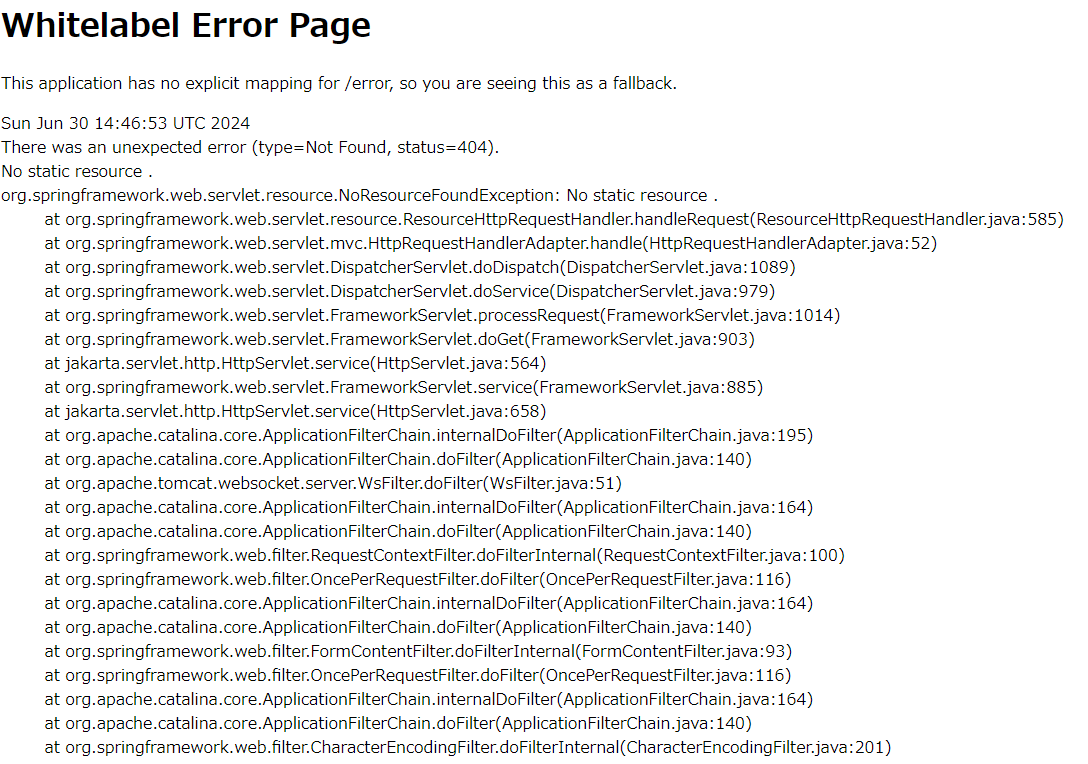 Whitelabel Error Page
This application has no explicit mapping for /error, so you are seeing this as a fallback.
Sun Jun 30 14:46:53 UTC 2024
There was an unexpected error (type=Not Found, status=404).
No static resource .
org.springframework.web.servlet.resource.NoResourceFoundException: No static resource .
at org.springframework.web.servlet.resource.ResourceHttpRequestHandler.handleRequest(ResourceHttpRequestHandler.java:585)
at org.springframework.web.servlet.mvc.HttpRequestHandlerAdapter.handle(HttpRequestHandlerAdapter.java:52)
at org.springframework.web.servlet.DispatcherServlet.doDispatch(DispatcherServlet.java:1089)
at org.springframework.web.servlet.DispatcherServlet.doService(DispatcherServlet.java:979)
at org.springframework.web.servlet.FrameworkServlet.processRequest(FrameworkServlet.java:1014)
at org.springframework.web.servlet.FrameworkServlet.doGet(FrameworkServlet.java:903)
at jakarta.servlet.http.HttpServlet.service(HttpServlet.java:564)
at org.springframework.web.servlet.FrameworkServlet.service(FrameworkServlet.java:885)
at jakarta.servlet.http.HttpServlet.service(HttpServlet.java:658)
at org.apache.catalina.core.ApplicationFilterChain.internalDoFilter(ApplicationFilterChain.java:195)
at org.apache.catalina.core.ApplicationFilterChain.doFilter(ApplicationFilterChain.java:140)
at org.apache.tomcat.websocket.server.WsFilter.doFilter(WsFilter.java:51)
at org.apache.catalina.core.ApplicationFilterChain.internalDoFilter(ApplicationFilterChain.java:164)
at org.apache.catalina.core.ApplicationFilterChain.doFilter(ApplicationFilterChain.java:140)
at org.springframework.web.filter.RequestContextFilter.doFilterInternal(RequestContextFilter.java:100)
at org.springframework.web.filter.OncePerRequestFilter.doFilter(OncePerRequestFilter.java:116)
at org.apache.catalina.core.ApplicationFilterChain.internalDoFilter(ApplicationFilterChain.java:164)
at org.apache.catalina.core.ApplicationFilterChain.doFilter(ApplicationFilterChain.java:140)
at org.springframework.web.filter.FormContentFilter.doFilterInternal(FormContentFilter.java:93)
at org.springframework.web.filter.OncePerRequestFilter.doFilter(OncePerRequestFilter.java:116)
at org.apache.catalina.core.ApplicationFilterChain.internalDoFilter(ApplicationFilterChain.java:164)
at org.apache.catalina.core.ApplicationFilterChain.doFilter(ApplicationFilterChain.java:140)
at org.springframework.web.filter.CharacterEncodingFilter.doFilterInternal(CharacterEncodingFilter.java:201)